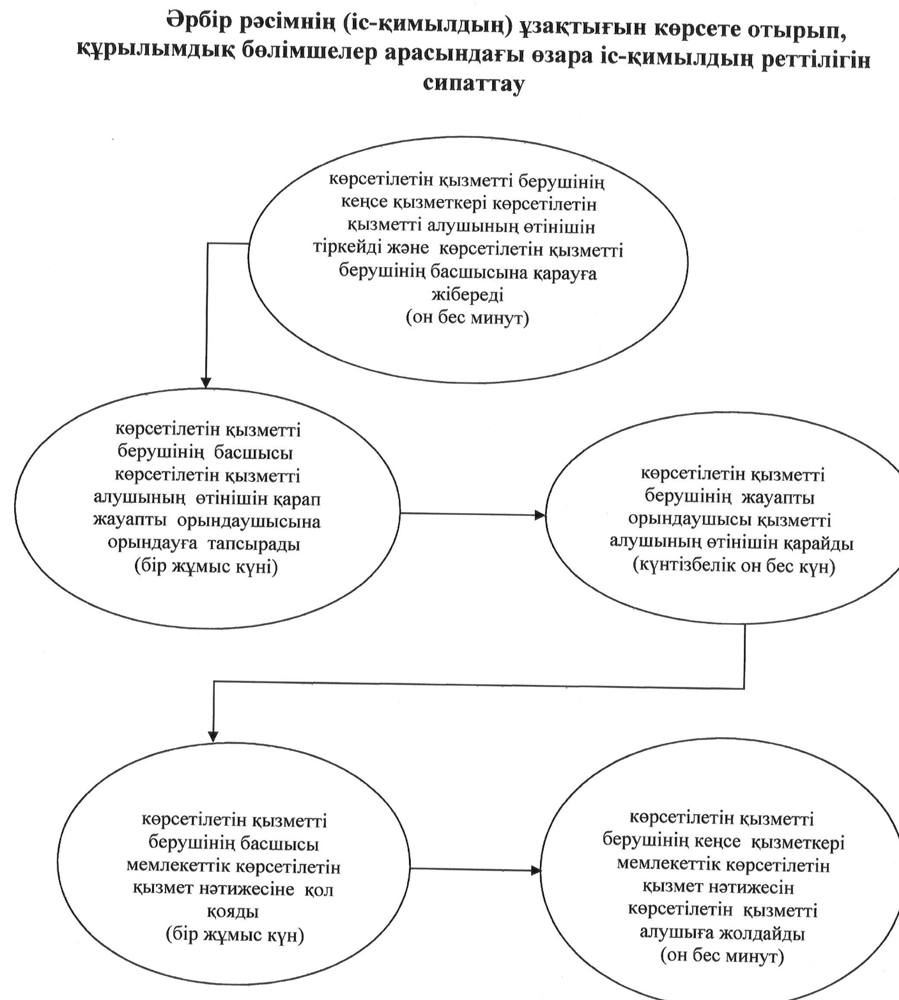 Әрбір рәсімнің (іс-қимылдың) ұзақтығын көрсете отырып,
құрылымдық бөлімшелер арасындағы өзара іс-қимылдың реттілігін
сипаттау
көрсетілетін қызметті берушінің
кеңсе қызметкері көрсетілетін
қызметті алушының өтінішін
тіркейді және көрсетілетін қызметті
берушінің басшысына қарауға
жібереді
(он бес минут)
көрсетілетін қызметті
берушінің басшысы
көрсетілетін қызметті
алушының өтінішін қарап
жауапты орындаушысына
орындауға тапсырады
(бір жұмыс күні)
көрсетілетін қызметті
берушінің жауапты
орындаушысы қызметті
алушының өтінішін қарайды
(күнтізбелік он бес күн)
көрсетілетін қызметті
берушінің басшысы
мемлекеттік көрсетілетін
қызмет нәтижесіне қол
қояды
(бір жұмыс күн)
көрсетілетін қызметті
берушінің кеңсе қызметкері
мемлекеттік көрсетілетін
қызмет нәтижесін
көрсетілетін қызметті
алушыға жолдайды
(он бес минут)